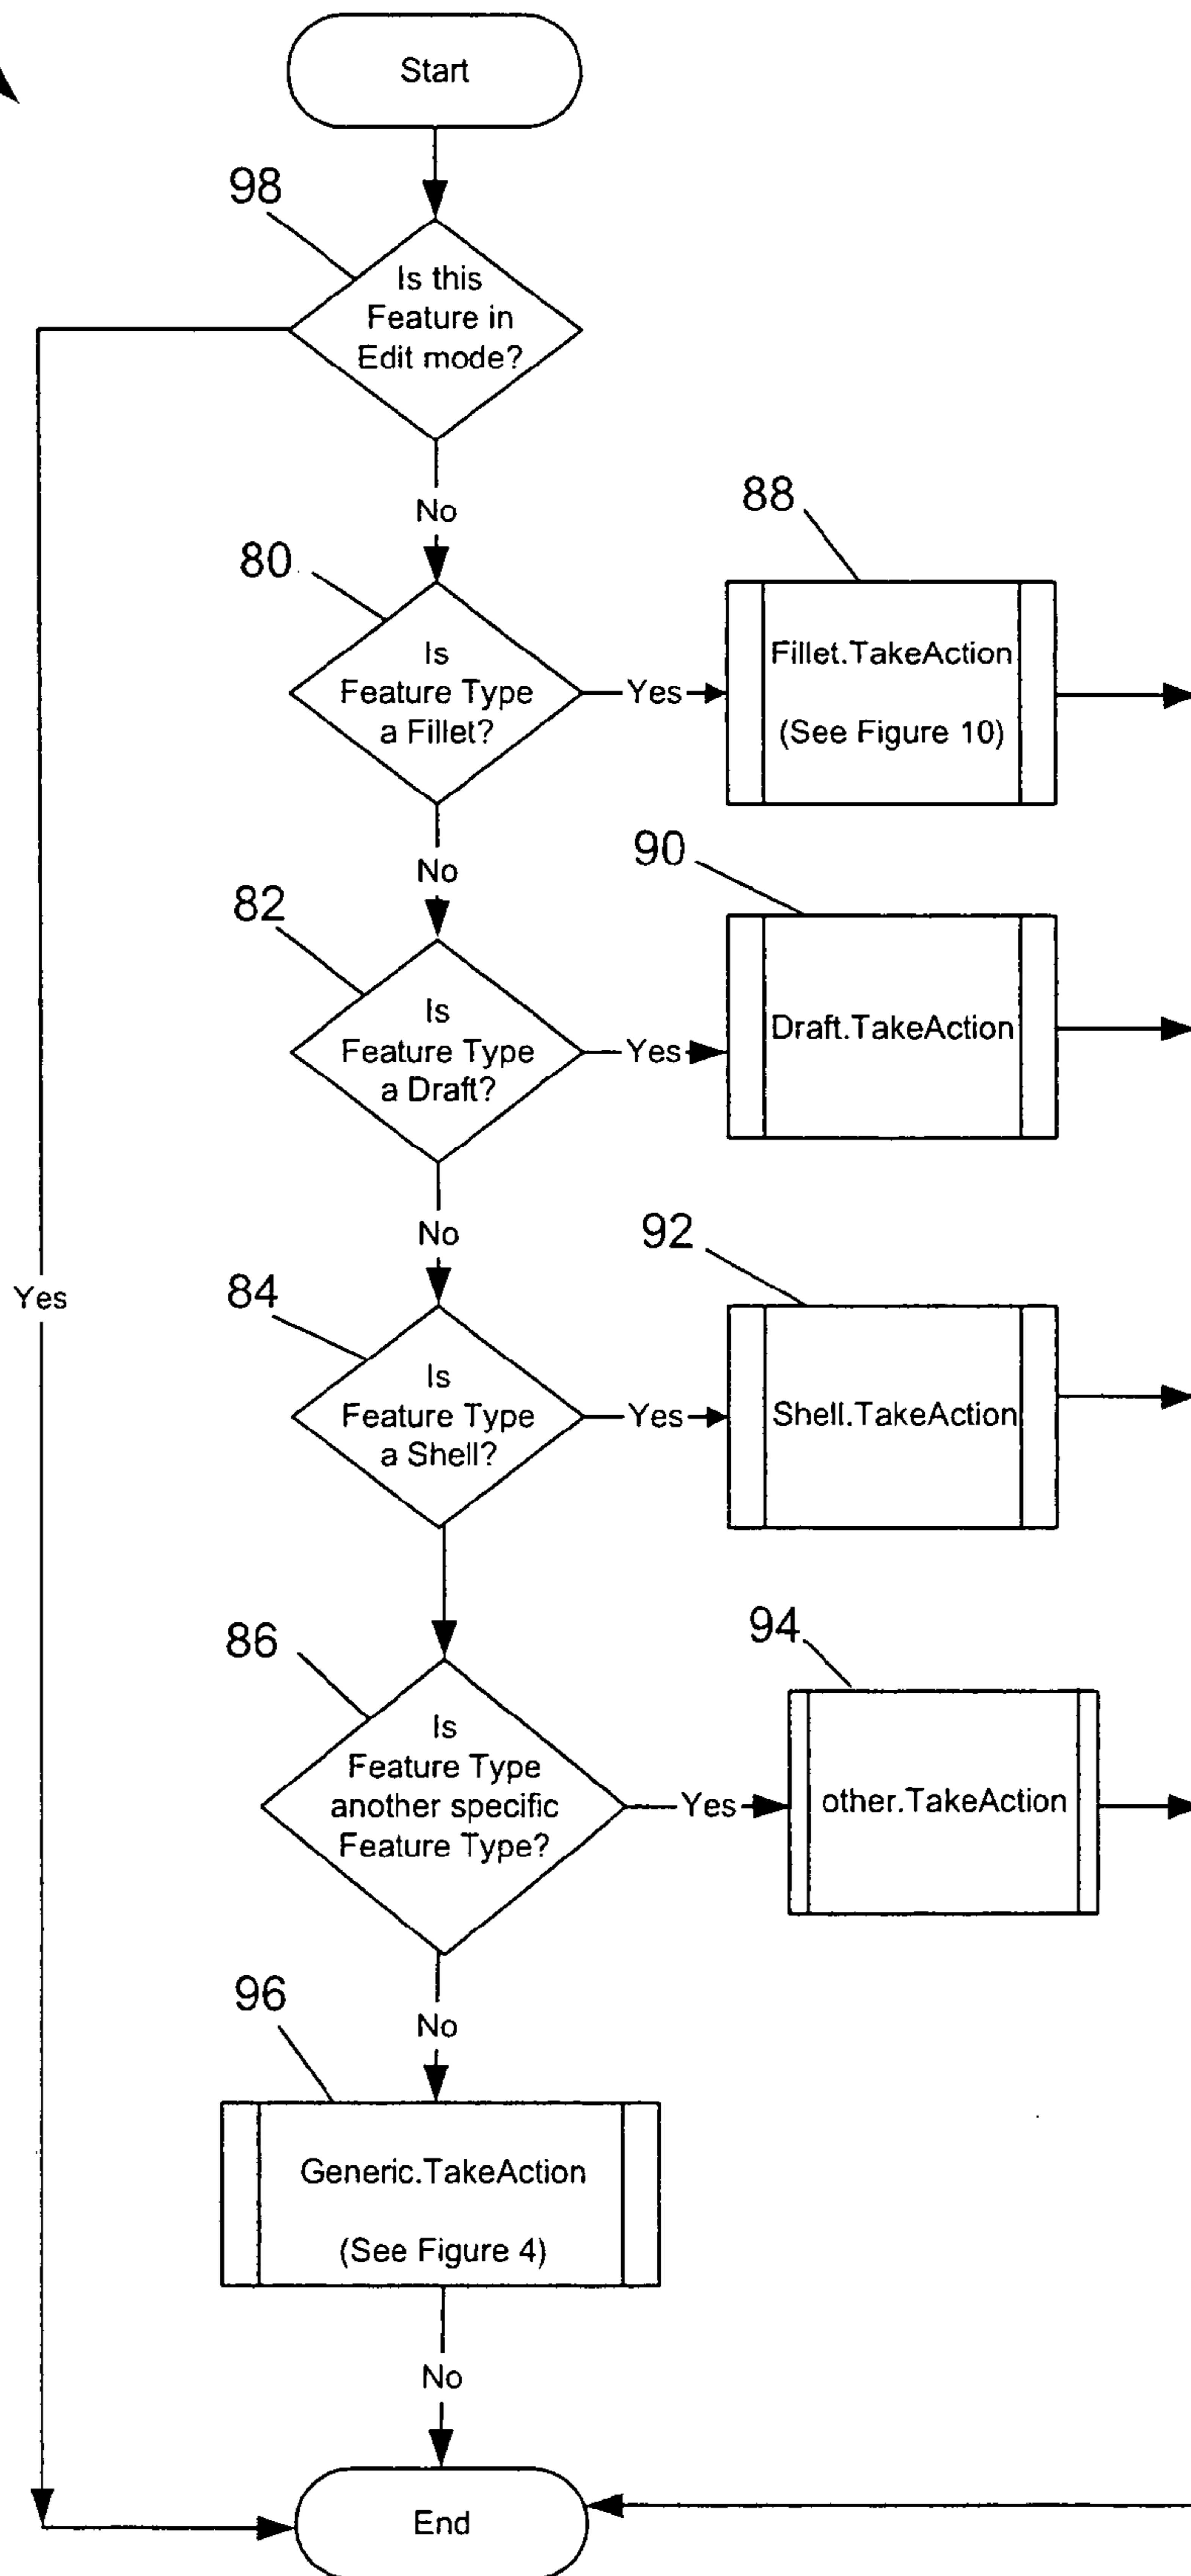 Start
98
Is this
Feature in
Edit mode?
No
88
80
Is
Feature Type
a Fillet?
Yes
Fillet.TakeAction
(See Figure 10)
No
90
82
Is
Feature Type
a Draft?
Yes
Draft.TakeAction
No
92
84
Yes
Is
Feature Type
a Shell?
Yes
Shell.TakeAction
94
86
Is
Feature Type
another specific
Feature Type?
Yes
other.TakeAction
96
No
Generic.TakeAction
(See Figure 4)
No
End